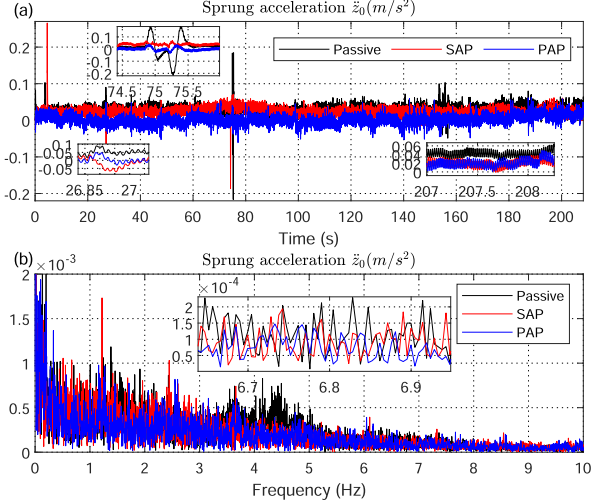 (a) Sprung acceleration z̈₀(m/s²)
Passive SAP PAP
0.2
0.1
0
-0.1
-0.2
0.1
0
-0.1
-0.2
74.5 75 75.5
0.1
0.05
-0.05
26.85 27
0.06
0.04
0.02
0
207 207.5 208
0 20 40 60 80 100 120 140 160 180 200
Time (s)
(b) Sprung acceleration z̈₀(m/s²)
×10⁻³
2
1.5
1
0.5
0
Passive
SAP
PAP
×10⁻⁴
2
1.5
1
0.5
6.7 6.8 6.9
0 1 2 3 4 5 6 7 8 9 10
Frequency (Hz)